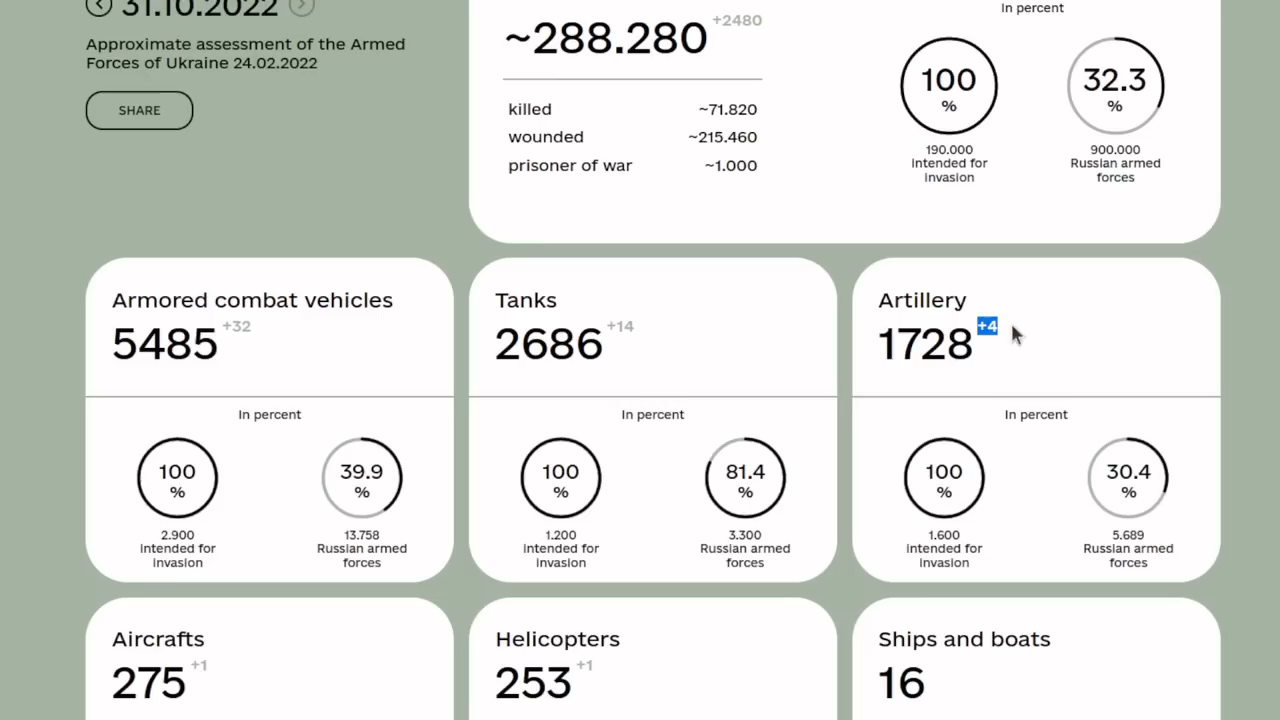 31.10.2022
Approximate assessment of the Armed
Forces of Ukraine 24.02.2022
SHARE
~288.280 +2480
killed ~71.820
wounded ~215.460
prisoner of war ~1.000
In percent
100 %
190.000
Intended for
invasion
32.3 %
900.000
Russian armed
forces
Armored combat vehicles
5485 +32
In percent
100 %
2.900
Intended for
invasion
39.9 %
13.758
Russian armed
forces
Tanks
2686 +14
In percent
100 %
1.200
Intended for
invasion
81.4 %
3.300
Russian armed
forces
Artillery
1728 +4
In percent
100 %
1.600
Intended for
invasion
30.4 %
5.689
Russian armed
forces
Aircrafts
275 +1
Helicopters
253 +1
Ships and boats
16